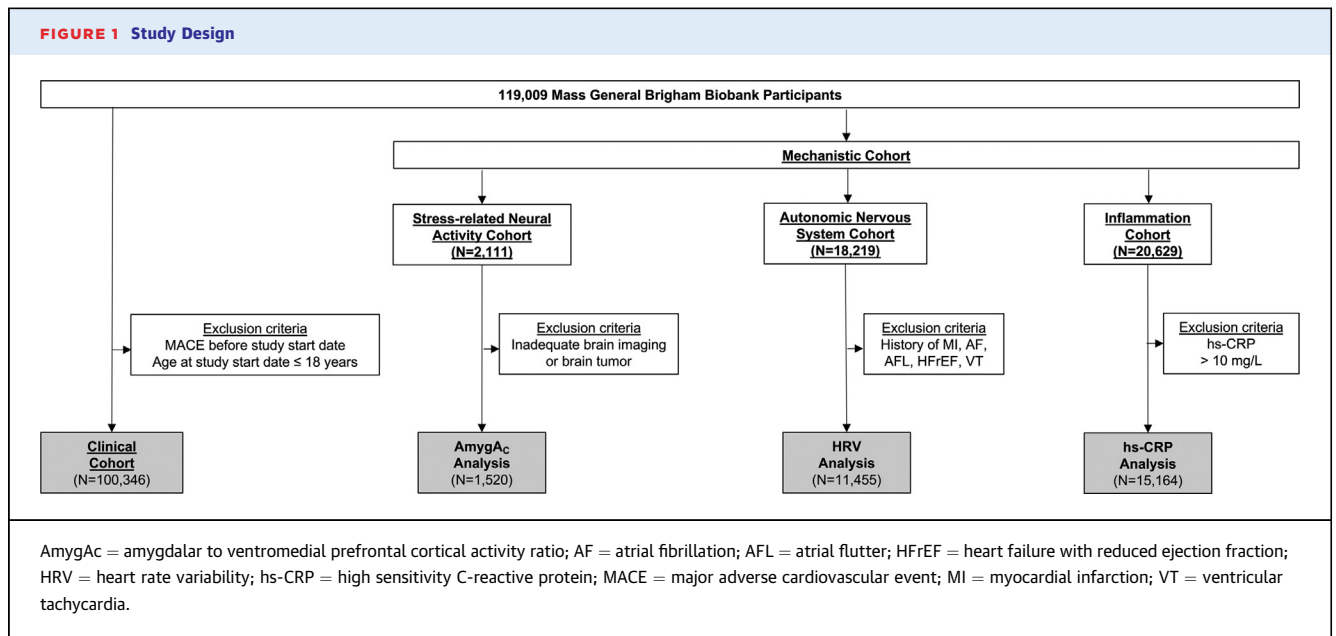 FIGURE 1 Study Design
119,009 Mass General Brigham Biobank Participants
Mechanistic Cohort
Stress-related Neural
Activity Cohort
(N=2,111)
Autonomic Nervous
System Cohort
(N=18,219)
Inflammation
Cohort
(N=20,629)
Exclusion criteria
MACE before study start date
Age at study start date ≤ 18 years
Exclusion criteria
Inadequate brain imaging
or brain tumor
Exclusion criteria
History of MI, AF,
AFL, HFrEF, VT
Exclusion criteria
hs-CRP
> 10 mg/L
Clinical
Cohort
(N=100,346)
AmygAC
Analysis
(N=1,520)
HRV
Analysis
(N=11,455)
hs-CRP
Analysis
(N=15,164)
AmygAc = amygdalar to ventromedial prefrontal cortical activity ratio; AF = atrial fibrillation; AFL = atrial flutter; HFrEF = heart failure with reduced ejection fraction;
HRV = heart rate variability; hs-CRP = high sensitivity C-reactive protein; MACE = major adverse cardiovascular event; MI = myocardial infarction; VT = ventricular
tachycardia.